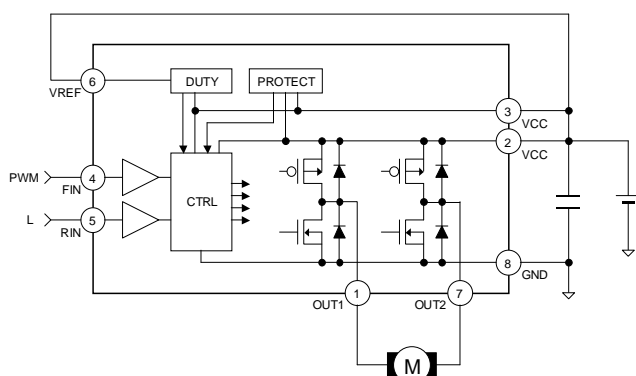 6
VREF
DUTY
PROTECT
3
VCC
2
VCC
PWM
4
FIN
CTRL
L
5
RIN
8
GND
OUT1
1
OUT2
7
M